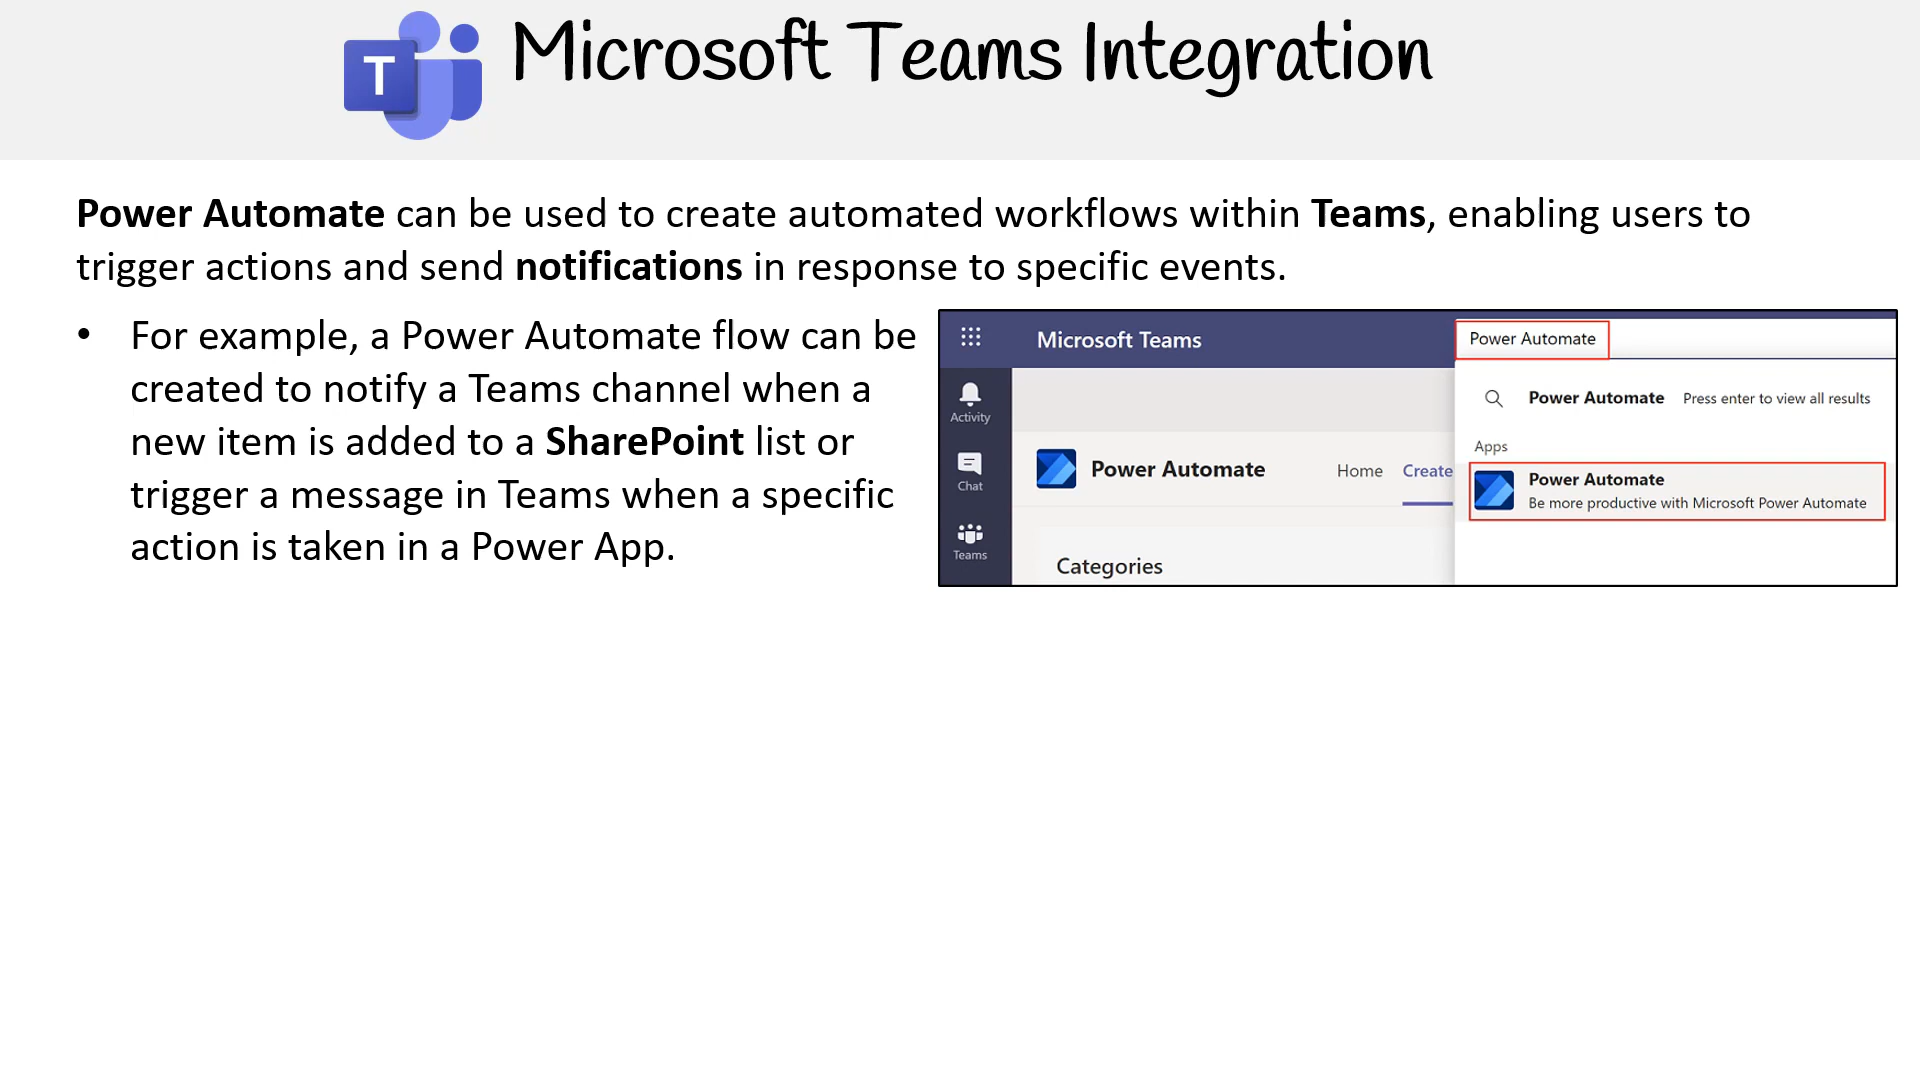 T
Microsoft Teams Integration
Power Automate can be used to create automated workflows within Teams, enabling users to
trigger actions and send notifications in response to specific events.
• For example, a Power Automate flow can be
created to notify a Teams channel when a
new item is added to a SharePoint list or
trigger a message in Teams when a specific
action is taken in a Power App.
Microsoft Teams
Power Automate
Activity
Chat
Teams
Power Automate
Home
Create
Categories
Power Automate Press enter to view all results
Apps
Power Automate
Be more productive with Microsoft Power Automate